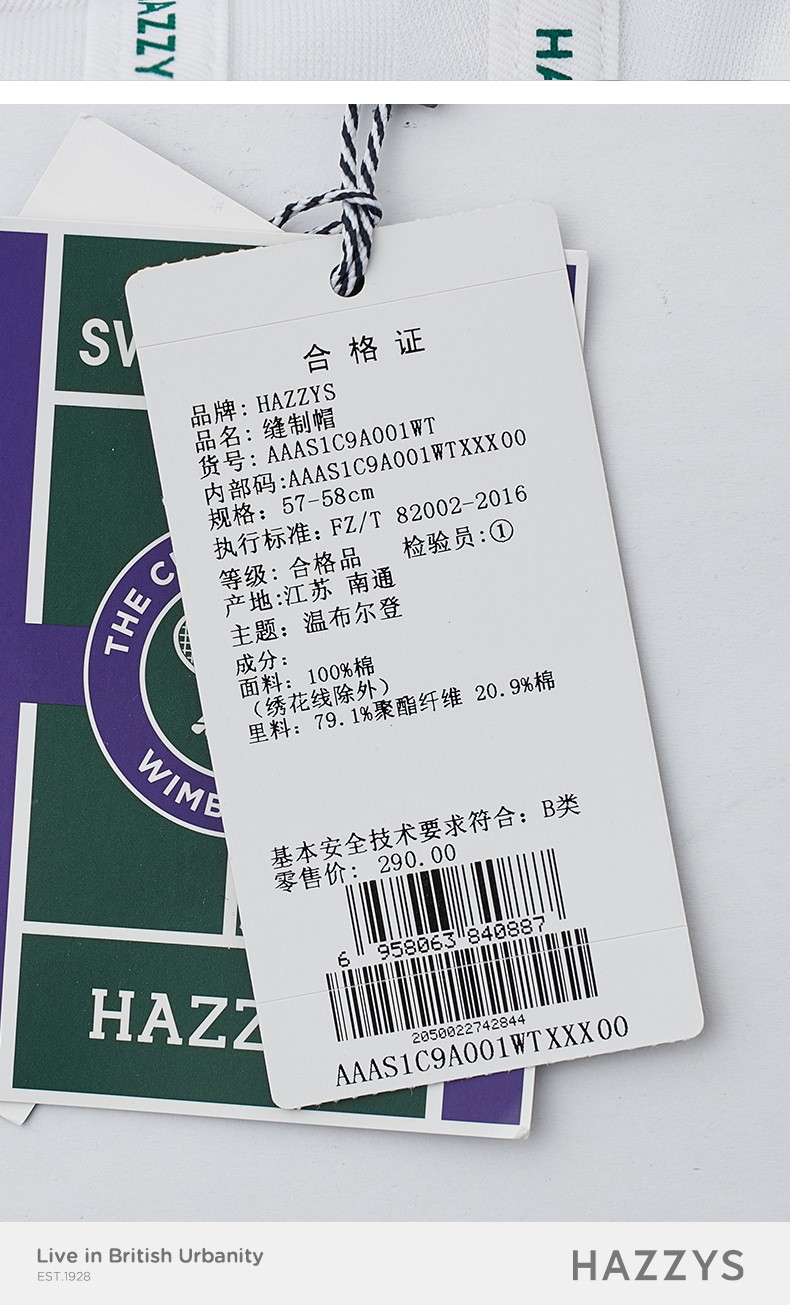 AZZY
HA
SW
THE C
WIMB
HAZZ
合格证
品牌: HAZZYS
品名: 缝制帽
货号: AAAS1C9A001WT
内部码:AAAS1C9A001WTXXX00
规格: 57-58cm
执行标准: FZ/T 82002-2016
等级: 合格品 检验员:①
产地:江苏 南通
主题: 温布尔登
成分:
面料: 100%棉
(绣花线除外)
里料: 79.1%聚酯纤维 20.9%棉
基本安全技术要求符合: B类
零售价: 290.00
6 958063 840887
2050022742844
AAAS1C9A001WTXXX00
Live in British Urbanity
EST.1928
HAZZYS